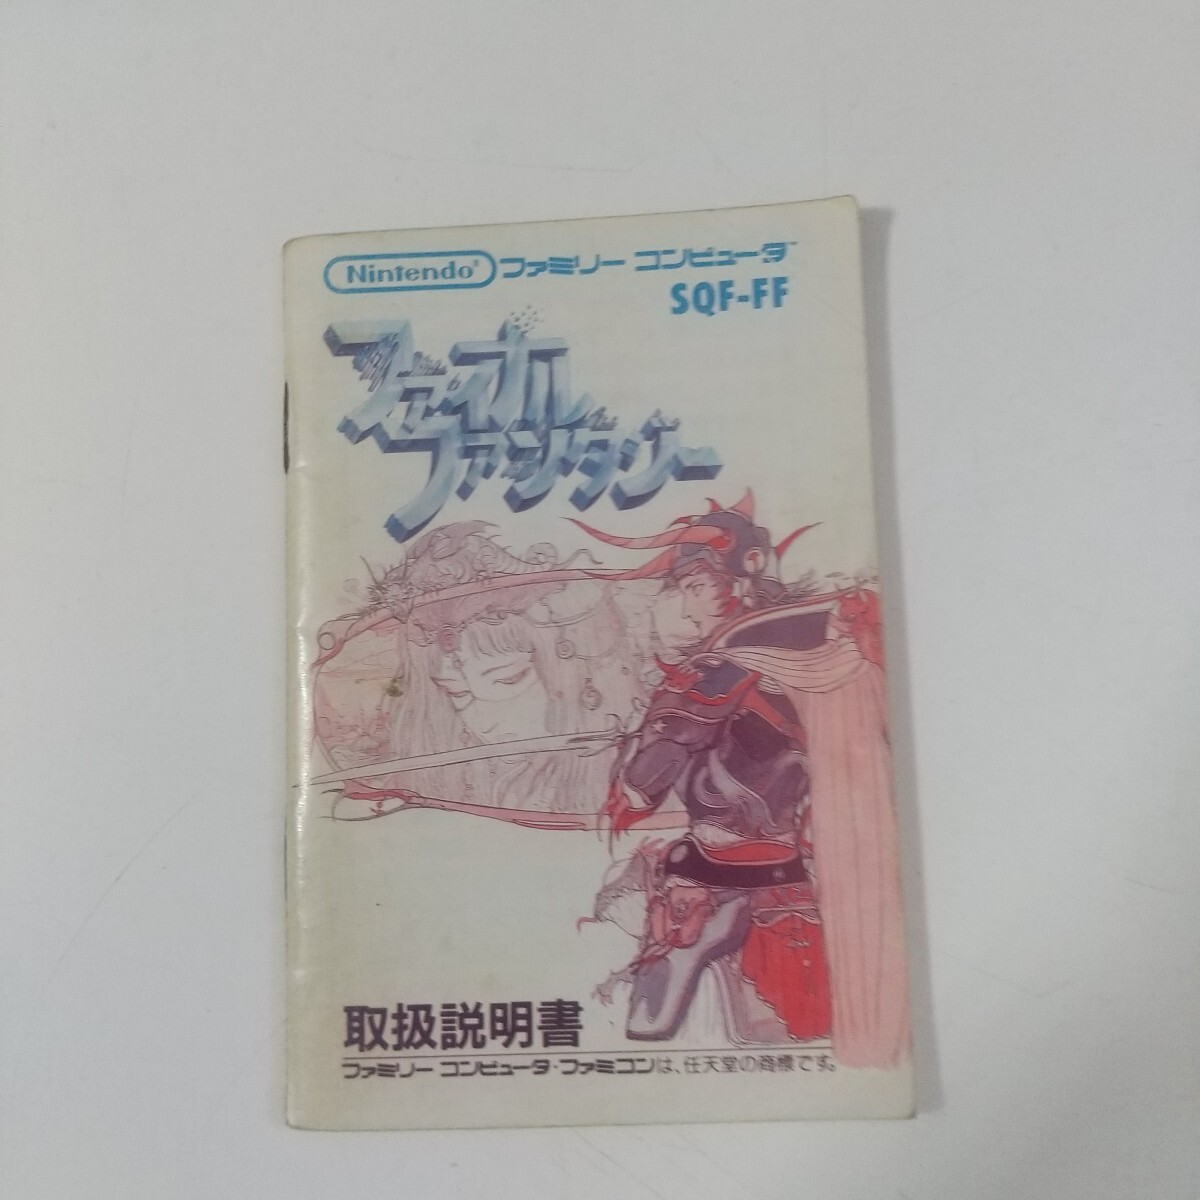 Nintendo® ファミリー コンピュータ™
SQF-FF
ファイナル
ファンタジー
取扱説明書
ファミリー コンピュータ・ファミコンは、任天堂の商標です。